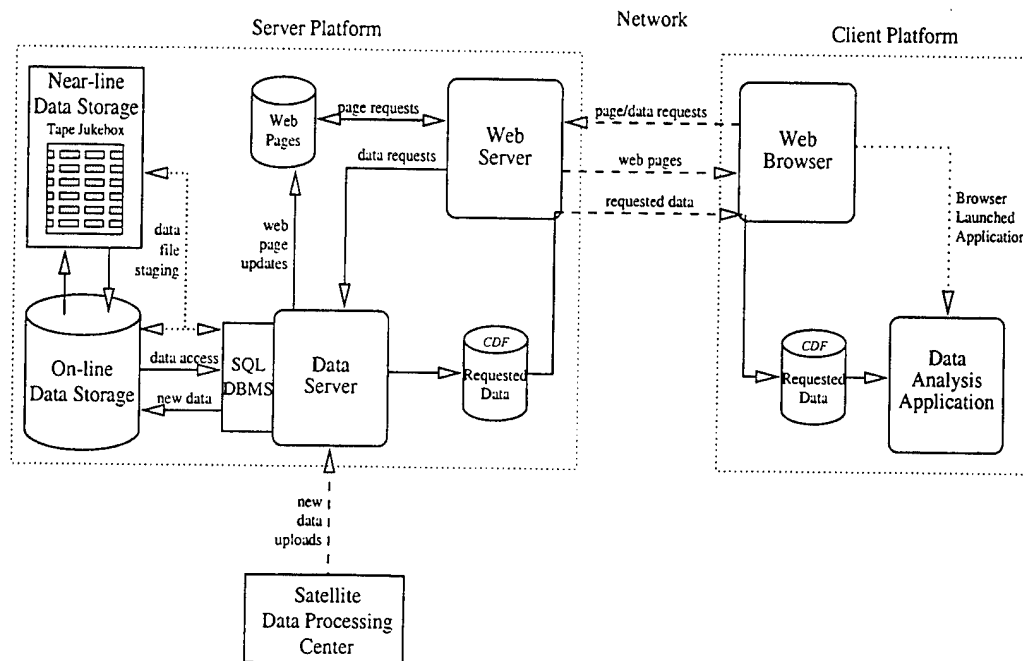 Server Platform
Network
Client Platform
Near-line
Data Storage
Tape Jukebox
Web
Pages
page requests
data requests
Web
Server
page/data requests
web pages
requested data
Web
Browser
Browser
Launched
Application
data
file
staging
web
page
updates
On-line
Data Storage
data access
new data
SQL
DBMS
Data
Server
CDF
Requested
Data
CDF
Requested
Data
Data
Analysis
Application
new
data
uploads
Satellite
Data Processing
Center